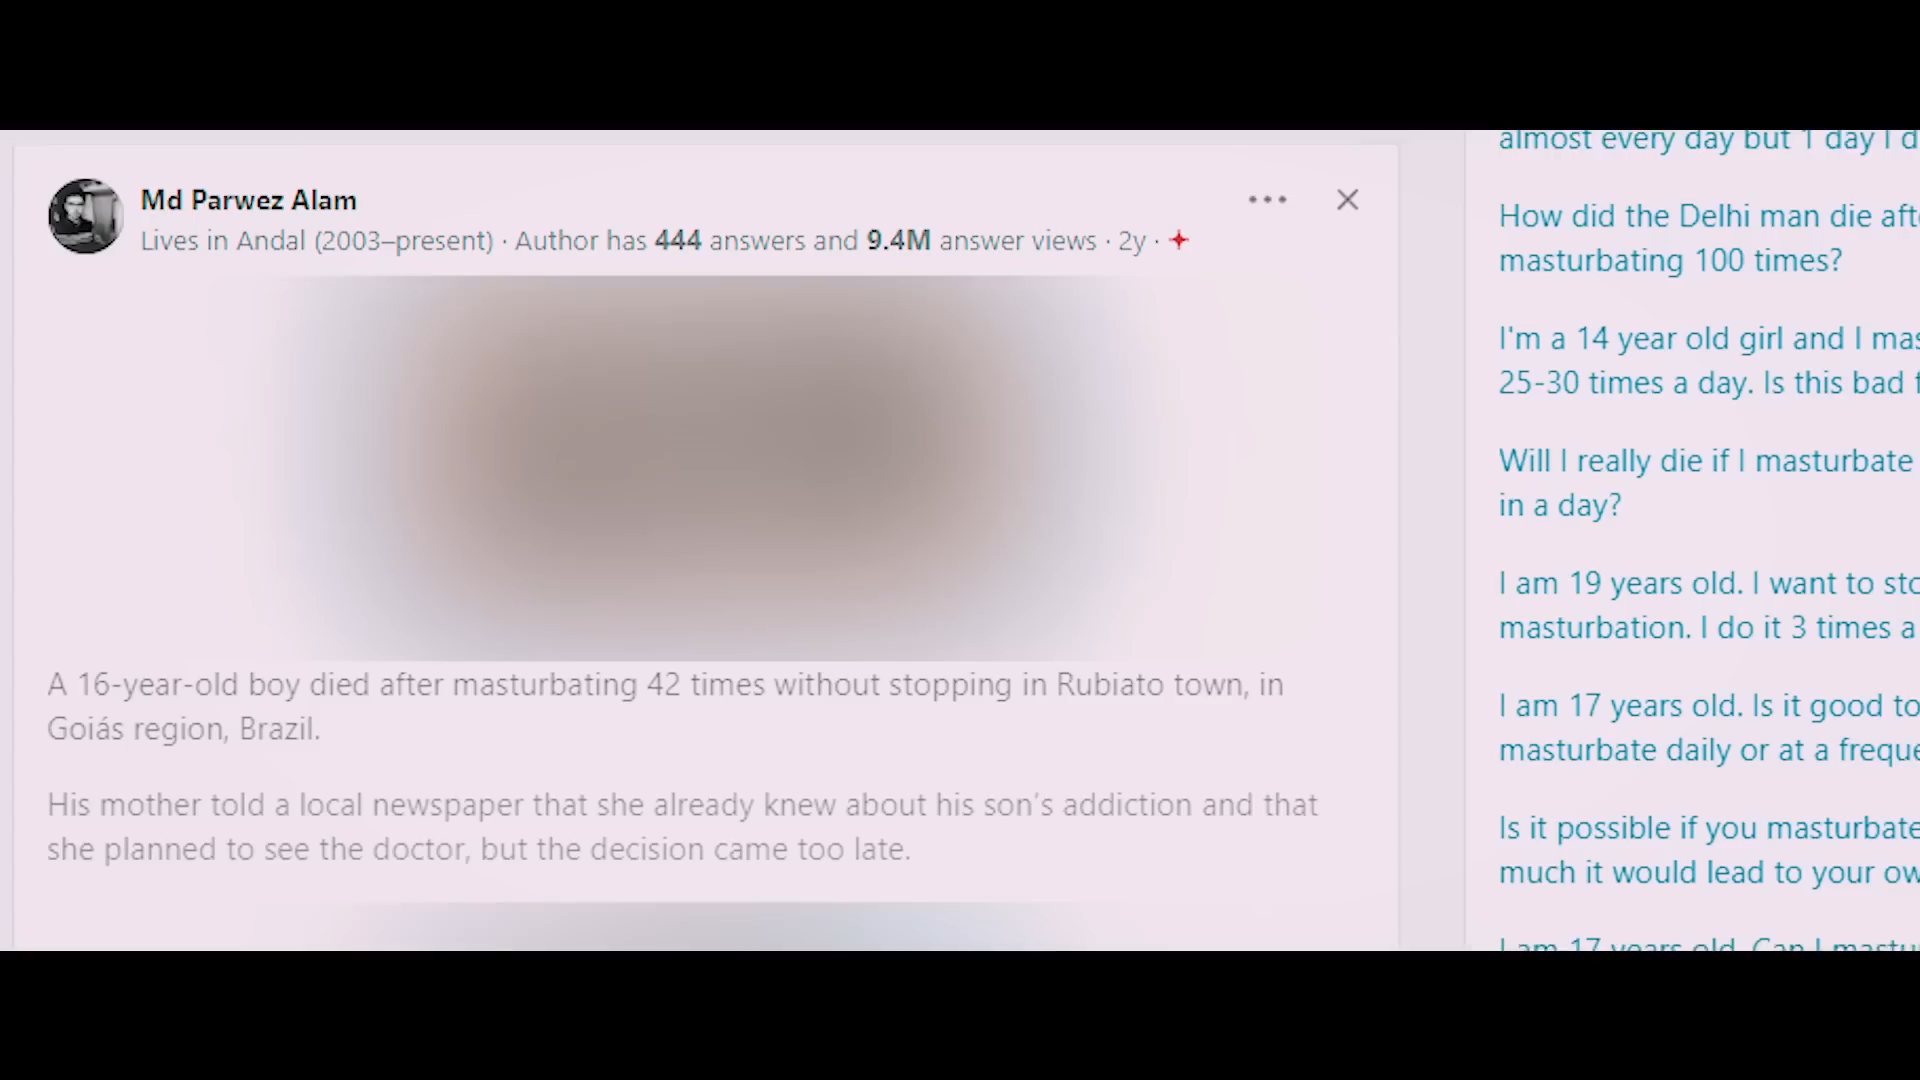 Md Parwez Alam
Lives in Andal (2003–present) · Author has 444 answers and 9.4M answer views · 2y ·
A 16-year-old boy died after masturbating 42 times without stopping in Rubiato town, in
Goiás region, Brazil.
His mother told a local newspaper that she already knew about his son’s addiction and that
she planned to see the doctor, but the decision came too late.
almost every day but 1 day I
How did the Delhi man die
masturbating 100 times?
I'm a 14 year old girl and I
25-30 times a day. Is this bad
Will I really die if I masturbate
in a day?
I am 19 years old. I want to
masturbation. I do it 3 times a
I am 17 years old. Is it good to
masturbate daily or at a
Is it possible if you masturbate
much it would lead to your
I am 17 years old. Can I